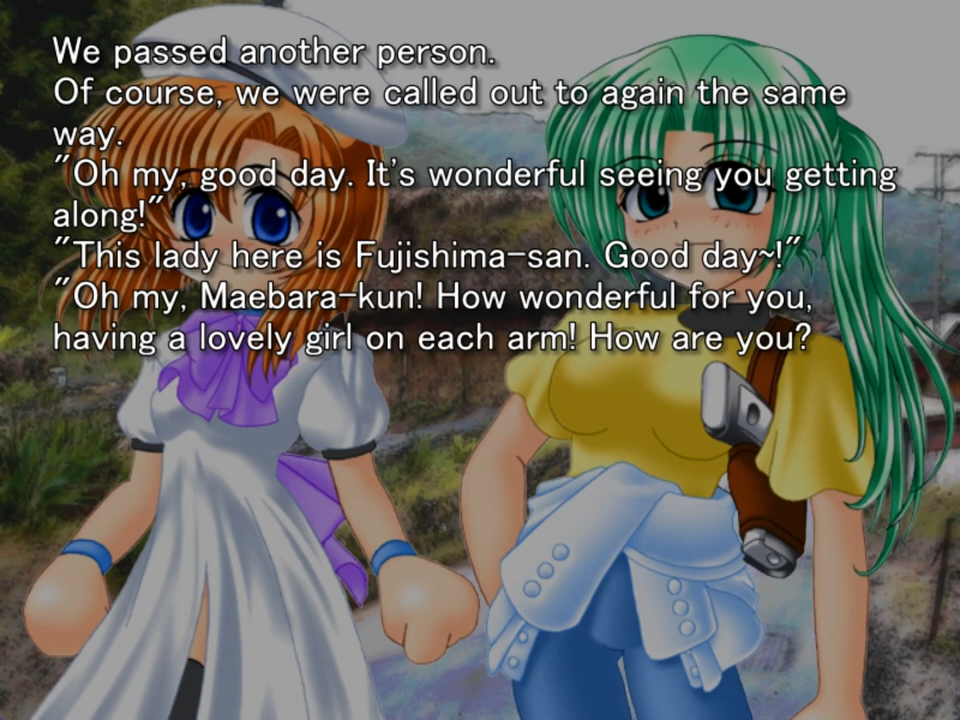 We passed another person.
Of course, we were called out to again the same
way.
"Oh my, good day. It's wonderful seeing you getting
along!"
"This lady here is Fujishima-san. Good day~!"
"Oh my, Maebara-kun! How wonderful for you,
having a lovely girl on each arm! How are you?